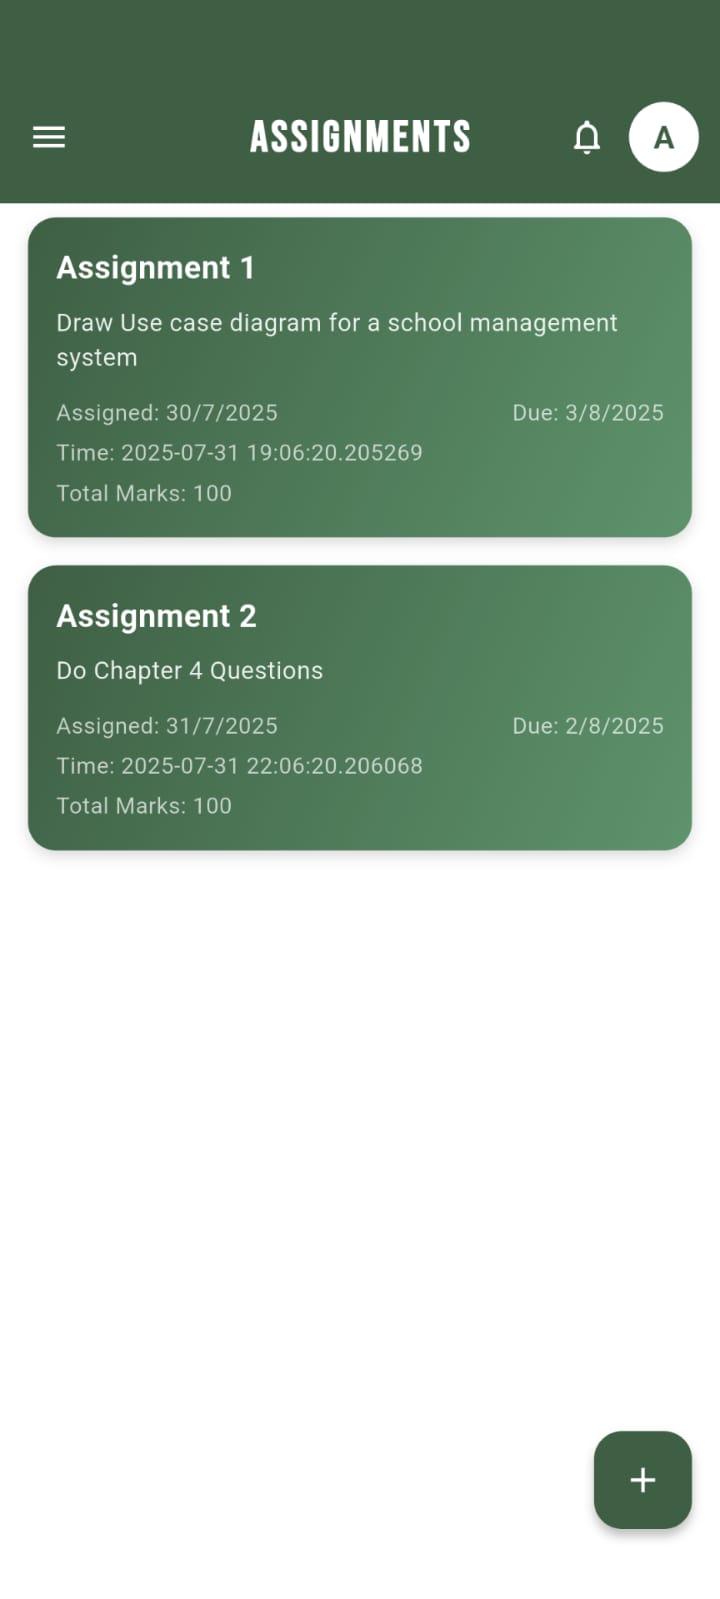 ASSIGNMENTS
A
Assignment 1
Draw Use case diagram for a school management
system
Assigned: 30/7/2025
Due: 3/8/2025
Time: 2025-07-31 19:06:20.205269
Total Marks: 100
Assignment 2
Do Chapter 4 Questions
Assigned: 31/7/2025
Due: 2/8/2025
Time: 2025-07-31 22:06:20.206068
Total Marks: 100